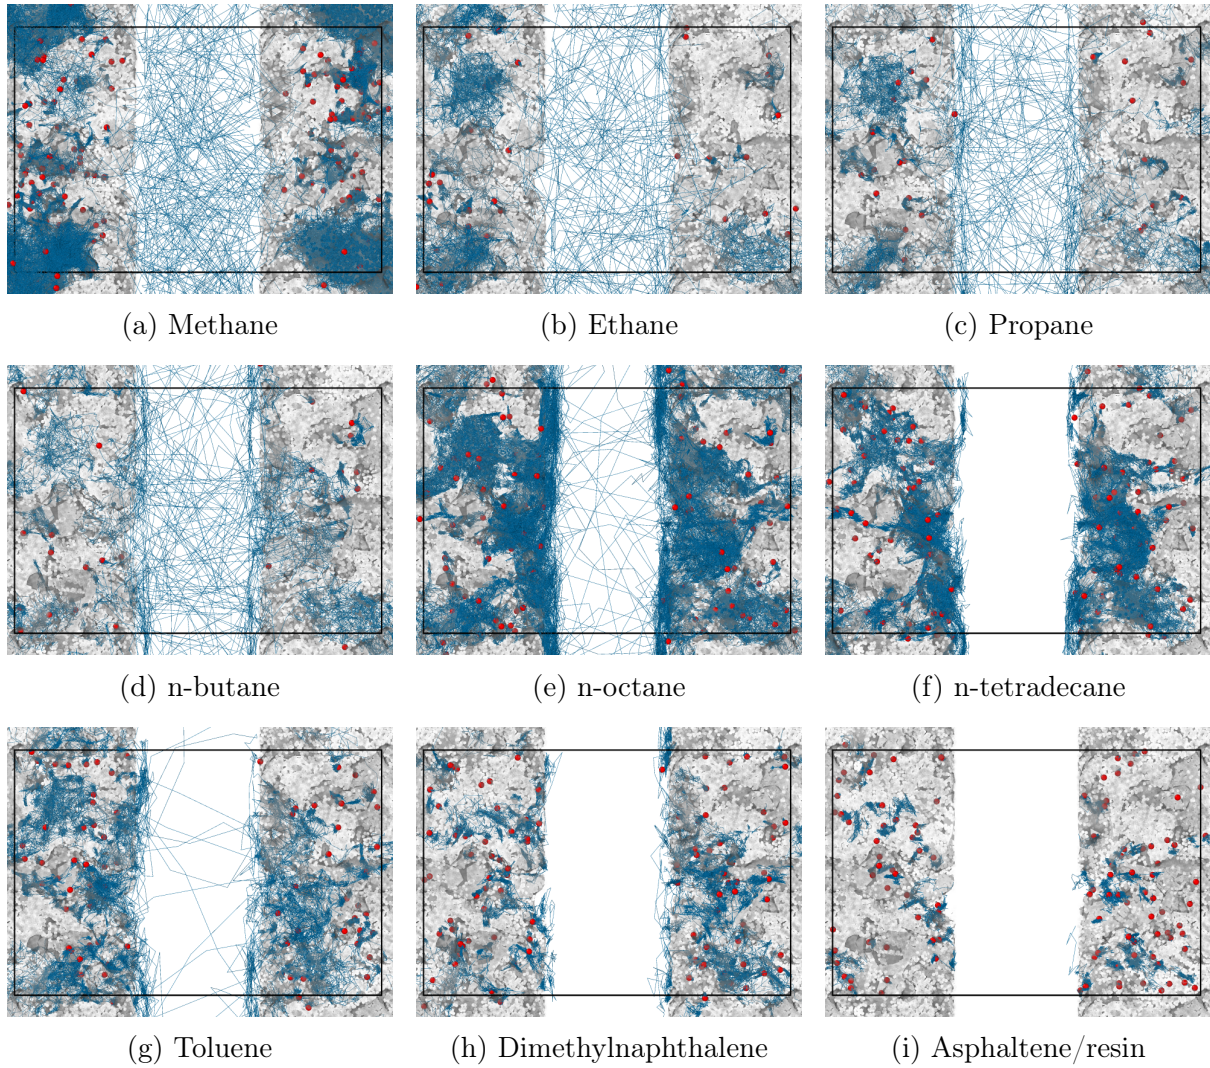 (a) Methane
(b) Ethane
(c) Propane
(d) n-butane
(e) n-octane
(f) n-tetradecane
(g) Toluene
(h) Dimethylnaphthalene
(i) Asphaltene/resin